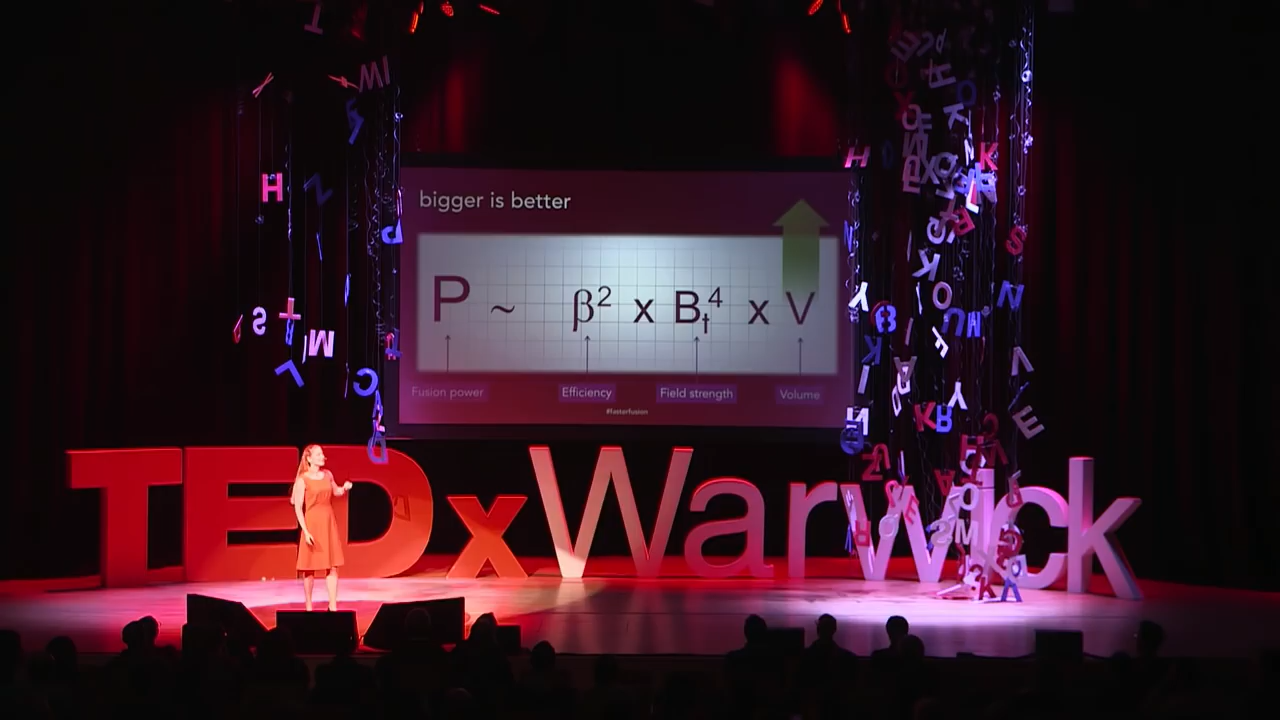 bigger is better
P ~ β² x Bₜ⁴ x V
Fusion power Efficiency Field strength Volume
#fasterfusion
TEDxWarwick